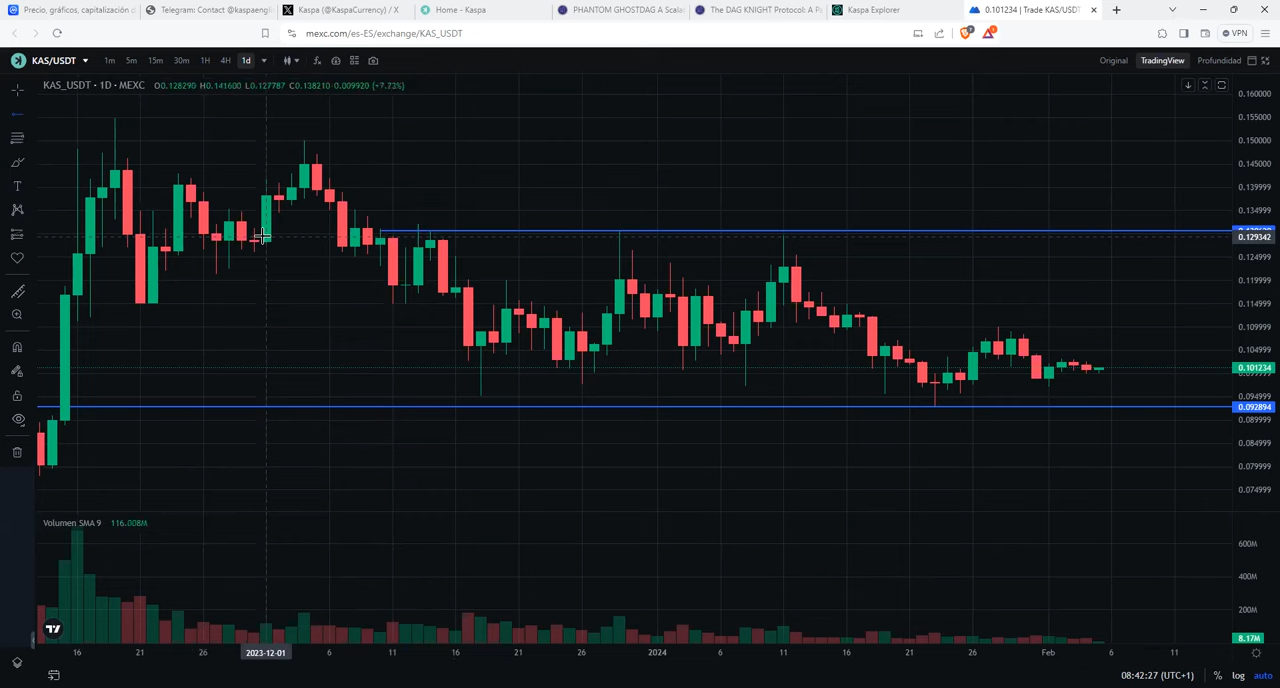 Precio, gráficos, capitalización d
Telegram: Contact @kaspaengl
Kaspa (@KaspaCurrency) / X
Home - Kaspa
PHANTOM GHOSTDAG A Scala
The DAG KNIGHT Protocol: A Pa
Kaspa Explorer
0.101234 | Trade KAS/USDT
mexc.com/es-ES/exchange/KAS_USDT
VPN
KAS/USDT 1m 5m 15m 30m 1H 4H 1d
Original TradingView Profundidad
KAS_USDT · 1D · MEXC O0.128290 H0.141600 L0.127787 C0.138210 0.009920 (+7.73%)
0.160000
0.155000
0.150000
0.145000
0.139999
0.134999
0.129342
0.124999
0.119999
0.114999
0.109999
0.104999
0.101234
0.094999
0.092894
0.089999
0.084999
0.079999
0.074999
Volumen SMA 9 116.008M
600M
400M
200M
8.17M
16 21 26 2023-12-01 6 11 16 21 26 2024 6 11 16 21 26 Feb 6 11
08:42:27 (UTC+1) % log auto